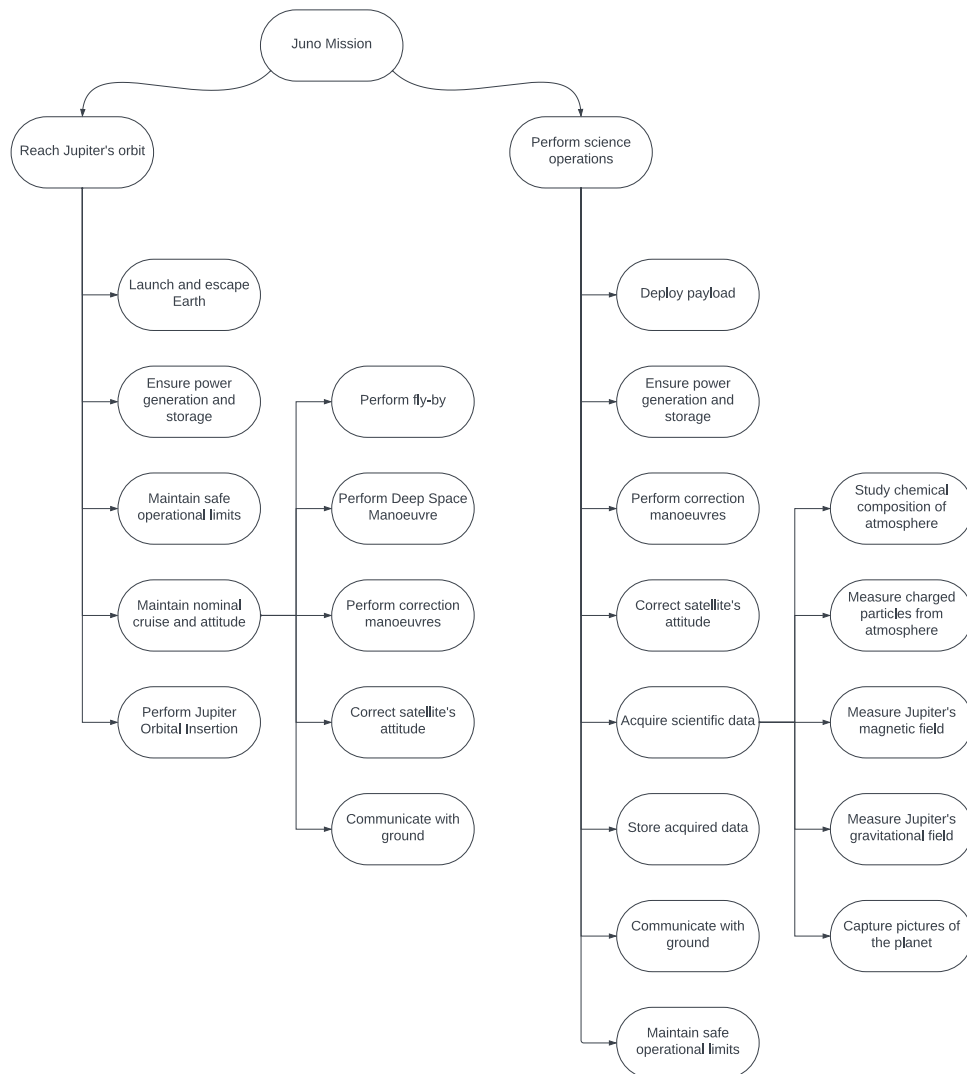 Juno Mission
Reach Jupiter's orbit
Perform science
operations
Launch and escape
Earth
Deploy payload
Ensure power
generation and
storage
Perform fly-by
Ensure power
generation and
storage
Maintain safe
operational limits
Perform Deep Space
Manoeuvre
Perform correction
manoeuvres
Study chemical
composition of
atmosphere
Maintain nominal
cruise and attitude
Perform correction
manoeuvres
Correct satellite's
attitude
Measure charged
particles from
atmosphere
Perform Jupiter
Orbital Insertion
Correct satellite's
attitude
Acquire scientific data
Measure Jupiter's
magnetic field
Communicate with
ground
Store acquired data
Measure Jupiter's
gravitational field
Communicate with
ground
Capture pictures of
the planet
Maintain safe
operational limits